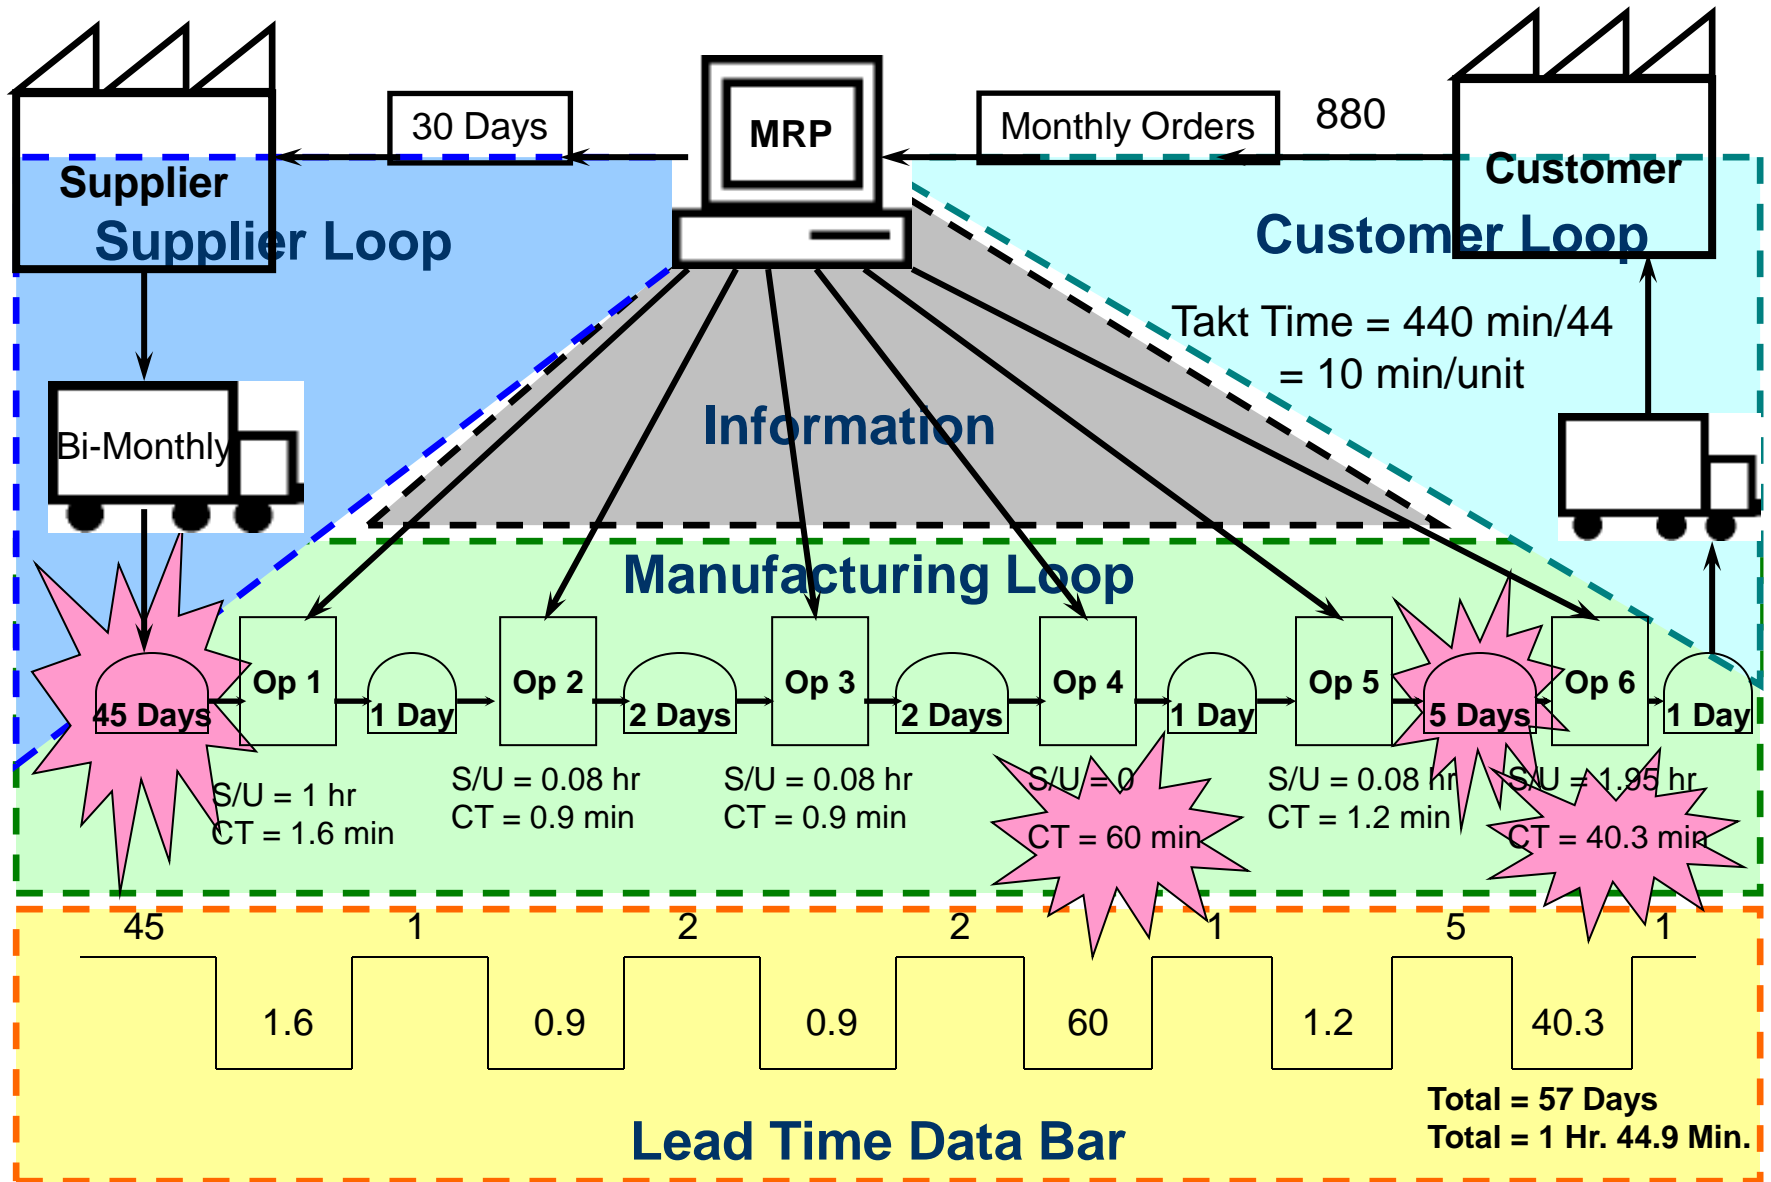 30 Days
MRP
Monthly Orders
880
Supplier
Customer
Supplier Loop
Customer Loop
Takt Time = 440 min/44
= 10 min/unit
Bi-Monthly
Information
Manufacturing Loop
45 Days
Op 1
1 Day
Op 2
2 Days
Op 3
2 Days
Op 4
1 Day
Op 5
5 Days
Op 6
1 Day
S/U = 1 hr
CT = 1.6 min
S/U = 0.08 hr
CT = 0.9 min
S/U = 0.08 hr
CT = 0.9 min
S/U = 0
CT = 60 min
S/U = 0.08 hr
CT = 1.2 min
S/U = 1.95 hr
CT = 40.3 min
45
1
2
2
1
5
1
1.6
0.9
0.9
60
1.2
40.3
Total = 57 Days
Total = 1 Hr. 44.9 Min.
Lead Time Data Bar